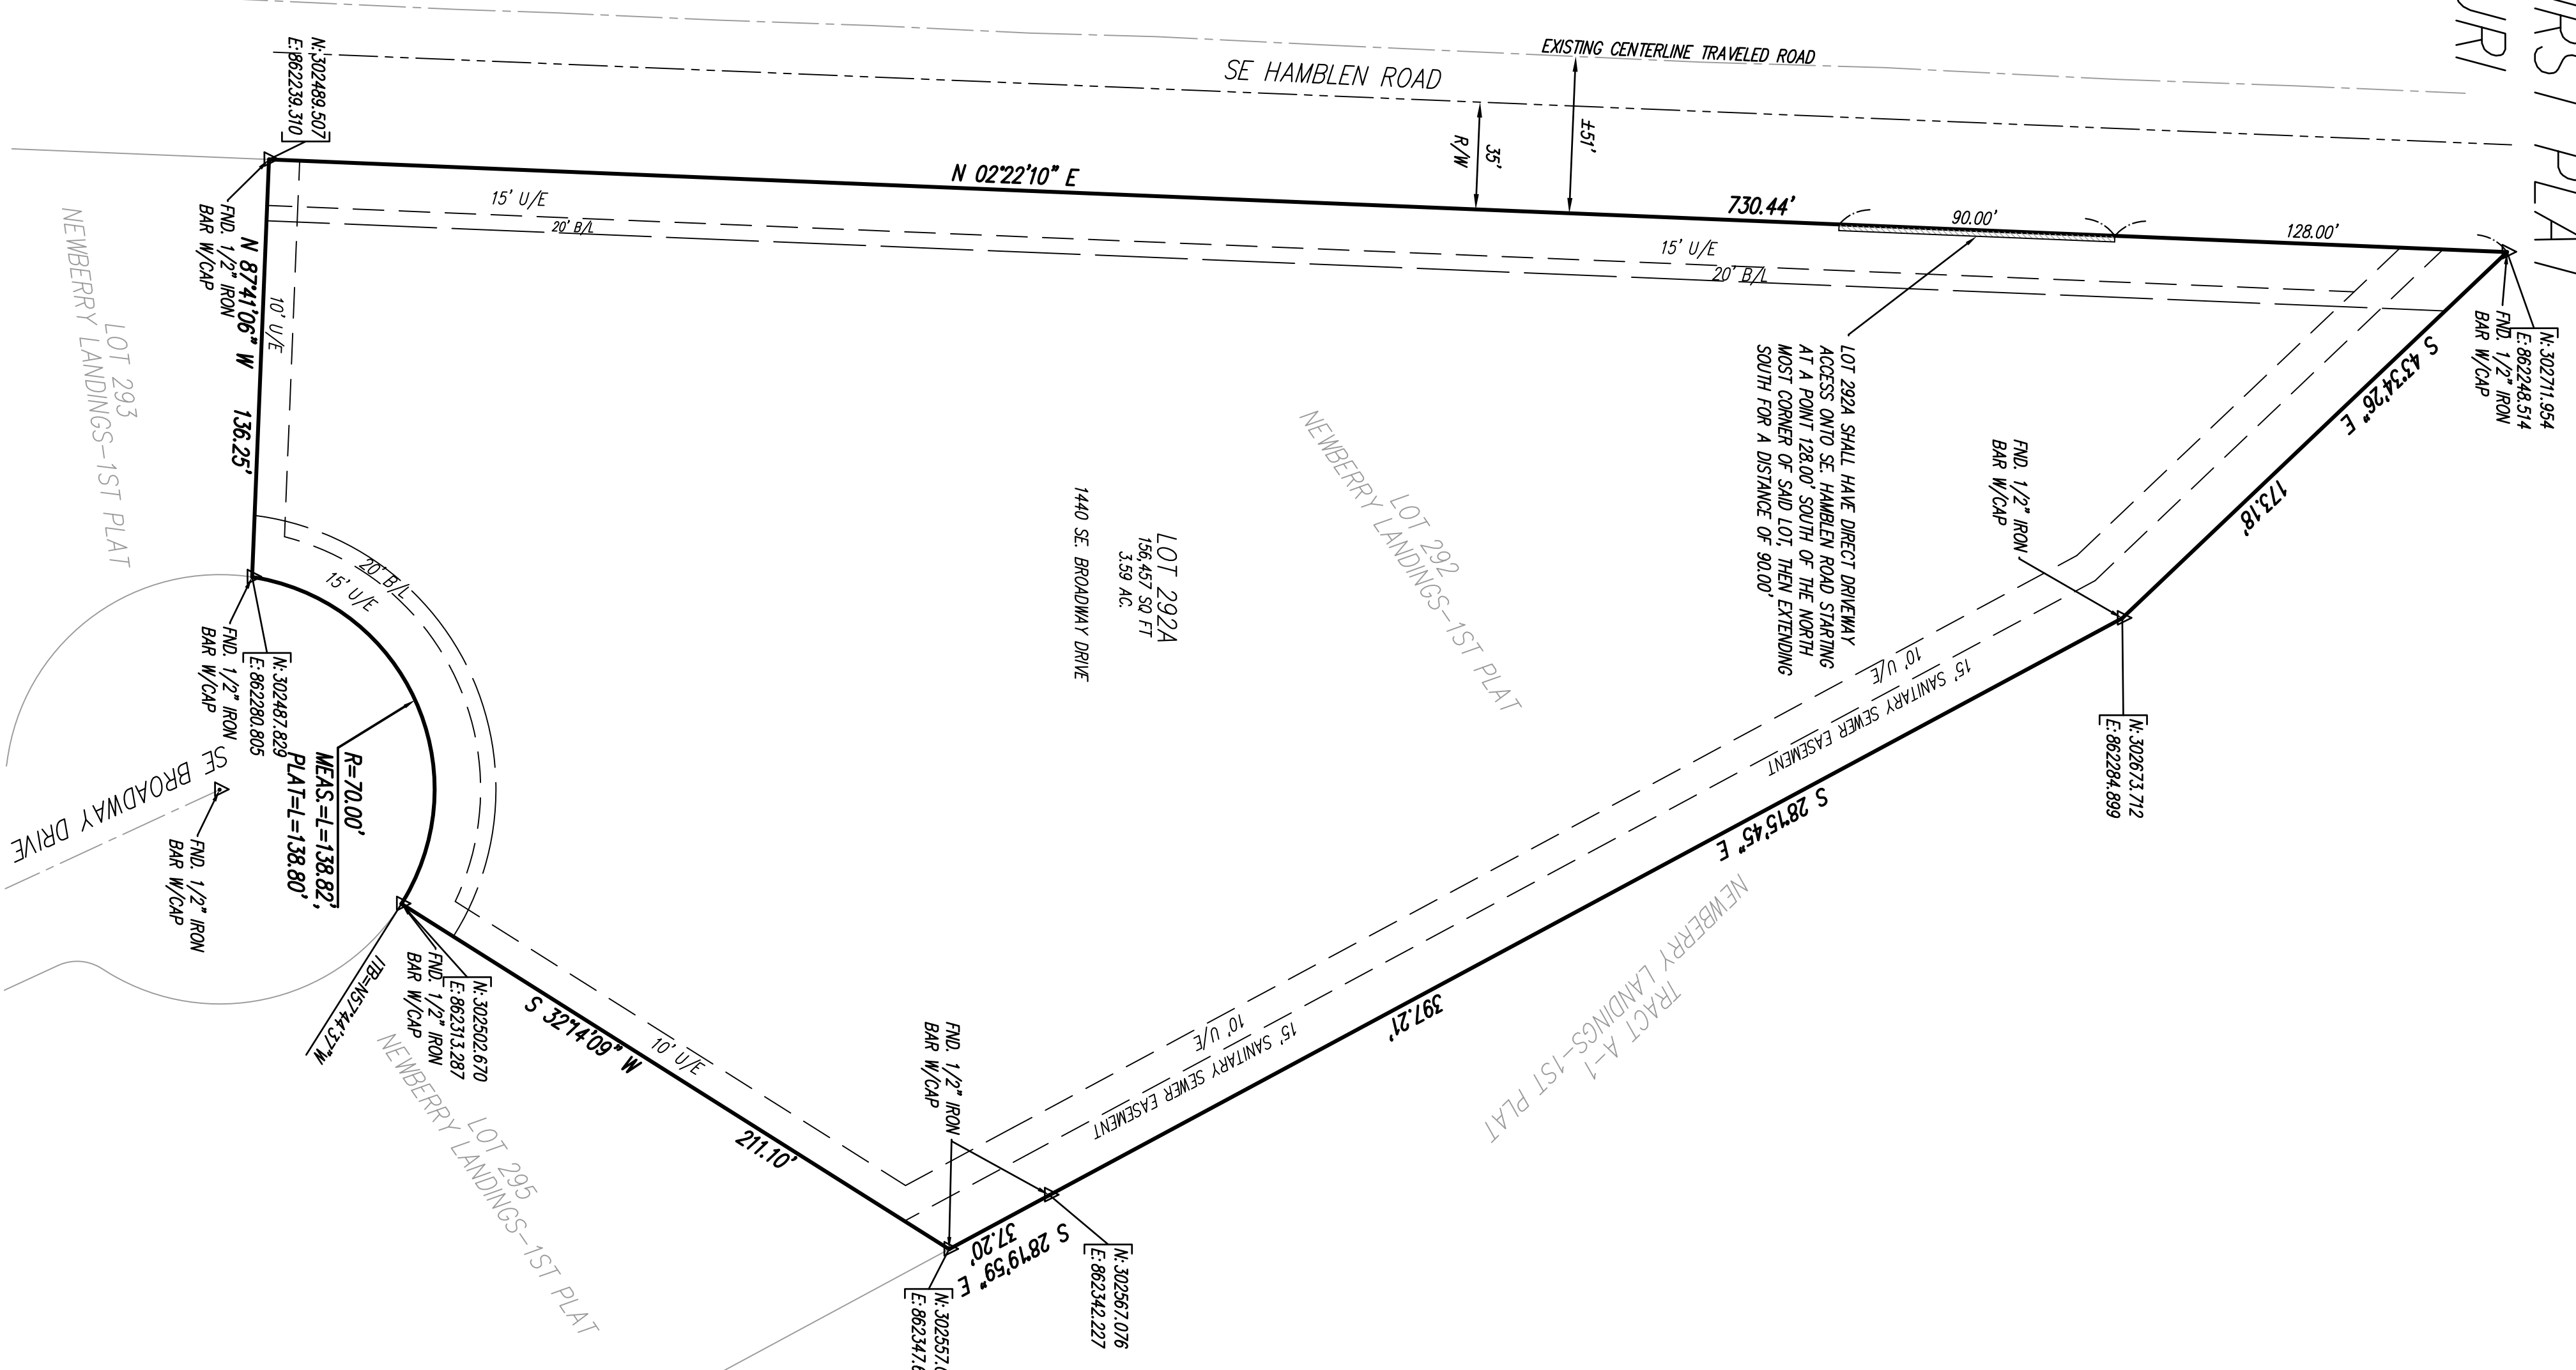 EXISTING CENTERLINE TRAVELED ROAD
SE HAMBLEN ROAD
±51'
35'
R/W
N 02°22'10" E
730.44'
90.00'
128.00'
15' U/E
20' B/L
15' U/E
20' B/L
N:302489.507
E:862239.310
FND. 1/2" IRON
BAR W/CAP
N 87°41'06" W
136.25'
10' U/E
LOT 293
NEWBERRY LANDINGS-1ST PLAT
N:302711.954
E:862248.514
FND. 1/2" IRON
BAR W/CAP
S 43°34'26" E
173.18'
LOT 292A SHALL HAVE DIRECT DRIVEWAY
ACCESS ONTO SE. HAMBLEN ROAD STARTING
AT A POINT 128.00' SOUTH OF THE NORTH
MOST CORNER OF SAID LOT, THEN EXTENDING
SOUTH FOR A DISTANCE OF 90.00'
FND. 1/2" IRON
BAR W/CAP
N:302673.712
E:862284.899
LOT 292
NEWBERRY LANDINGS-1ST PLAT
LOT 292A
156,457 SQ FT
3.59 AC.
1440 SE. BROADWAY DRIVE
20' B/L
15' U/E
N:302487.829
E:862280.805
FND. 1/2" IRON
BAR W/CAP
R=70.00'
MEAS.=L=138.82',
PLAT=L=138.80'
SE BROADWAY DRIVE
FND. 1/2" IRON
BAR W/CAP
10' U/E
15' SANITARY SEWER EASEMENT
S 28°15'45" E
397.21'
10' U/E
15' SANITARY SEWER EASEMENT
TRACT A-1
NEWBERRY LANDINGS-1ST PLAT
N:302502.670
E:862313.287
FND. 1/2" IRON
BAR W/CAP
ITB=N57°44'37"W
S 32°14'09" W
10' U/E
211.10'
LOT 295
NEWBERRY LANDINGS-1ST PLAT
FND. 1/2" IRON
BAR W/CAP
S 28°19'59" E
37.20'
N:302567.076
E:862342.227
N:302557.
E:862347.